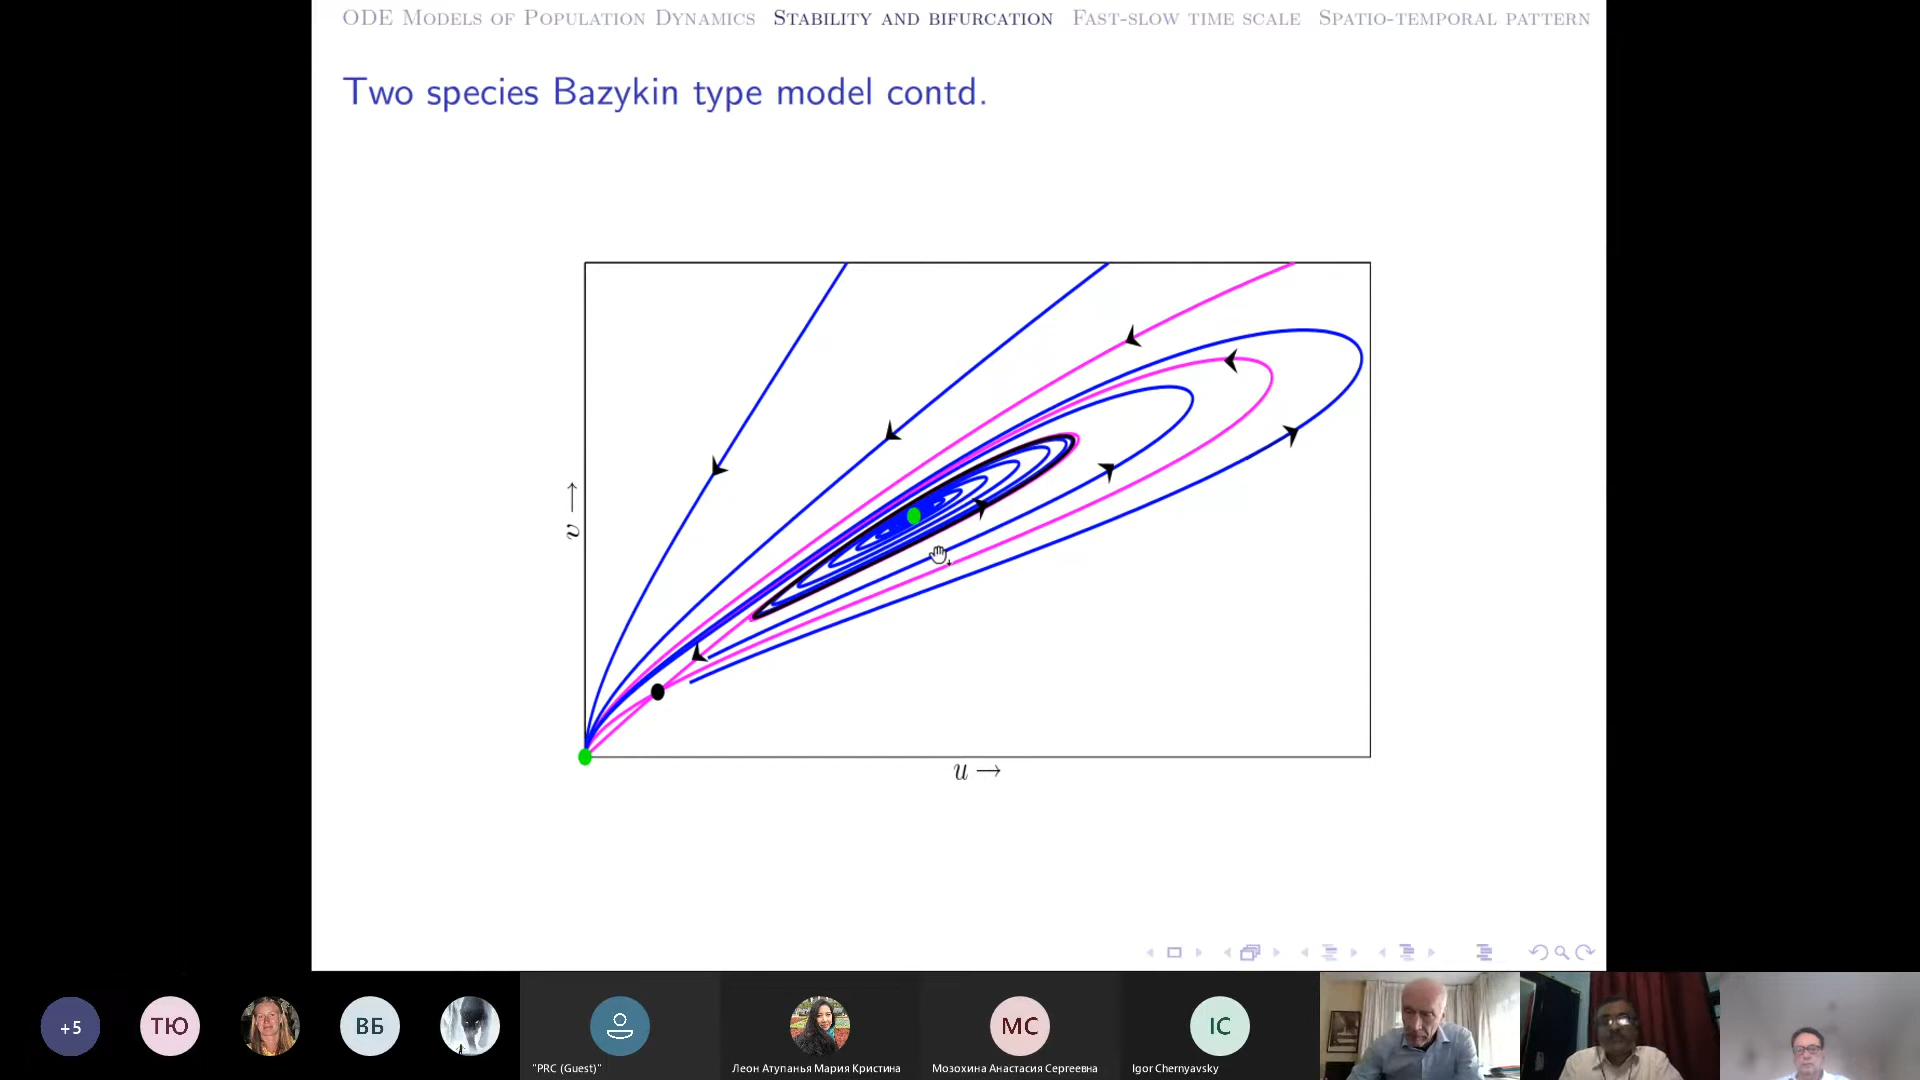 ODE Models of Population Dynamics Stability and bifurcation Fast-slow time scale Spatio-temporal pattern
Two species Bazykin type model contd.
v →
u →
+5
ТЮ
ВБ
МС
IC
"PRC (Guest)"
Леон Атупанья Мария Кристина
Мозохина Анастасия Сергеевна
Igor Chernyavsky